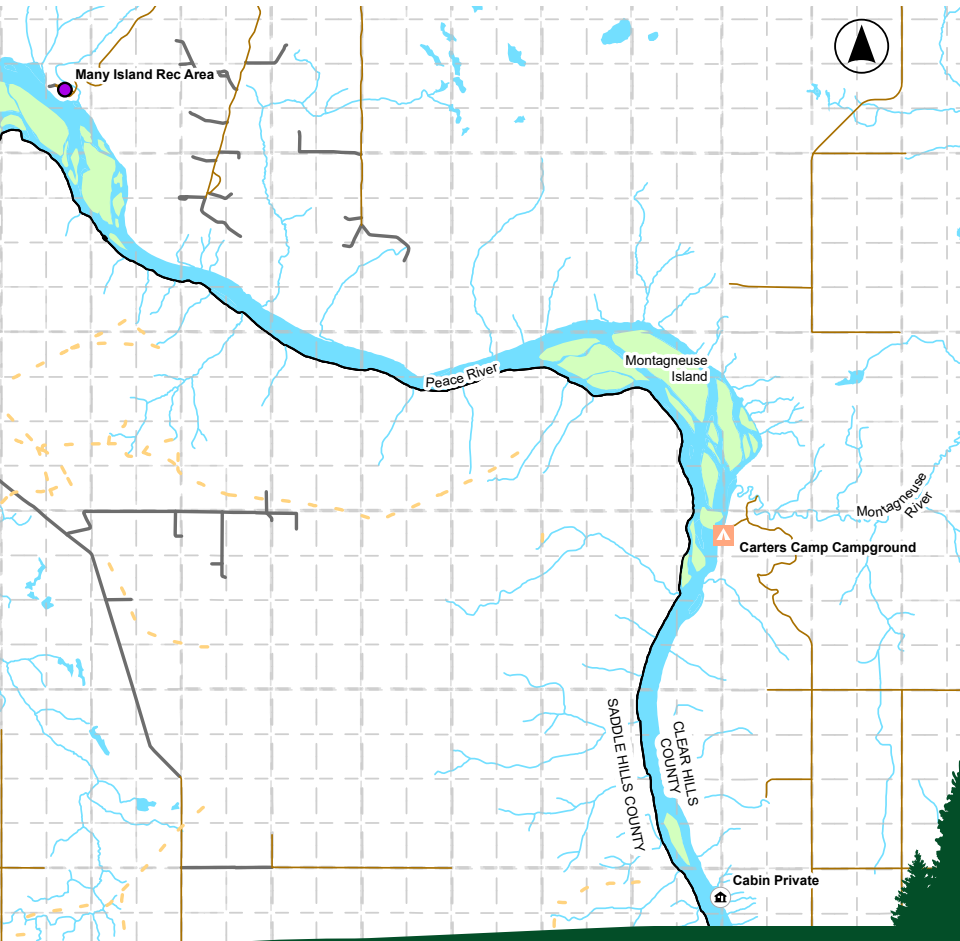 Many Island Rec Area
Montagneuse
Island
Peace River
Montagneuse
River
Carters Camp Campground
SADDLE HILLS COUNTY
CLEAR HILLS
COUNTY
Cabin Private